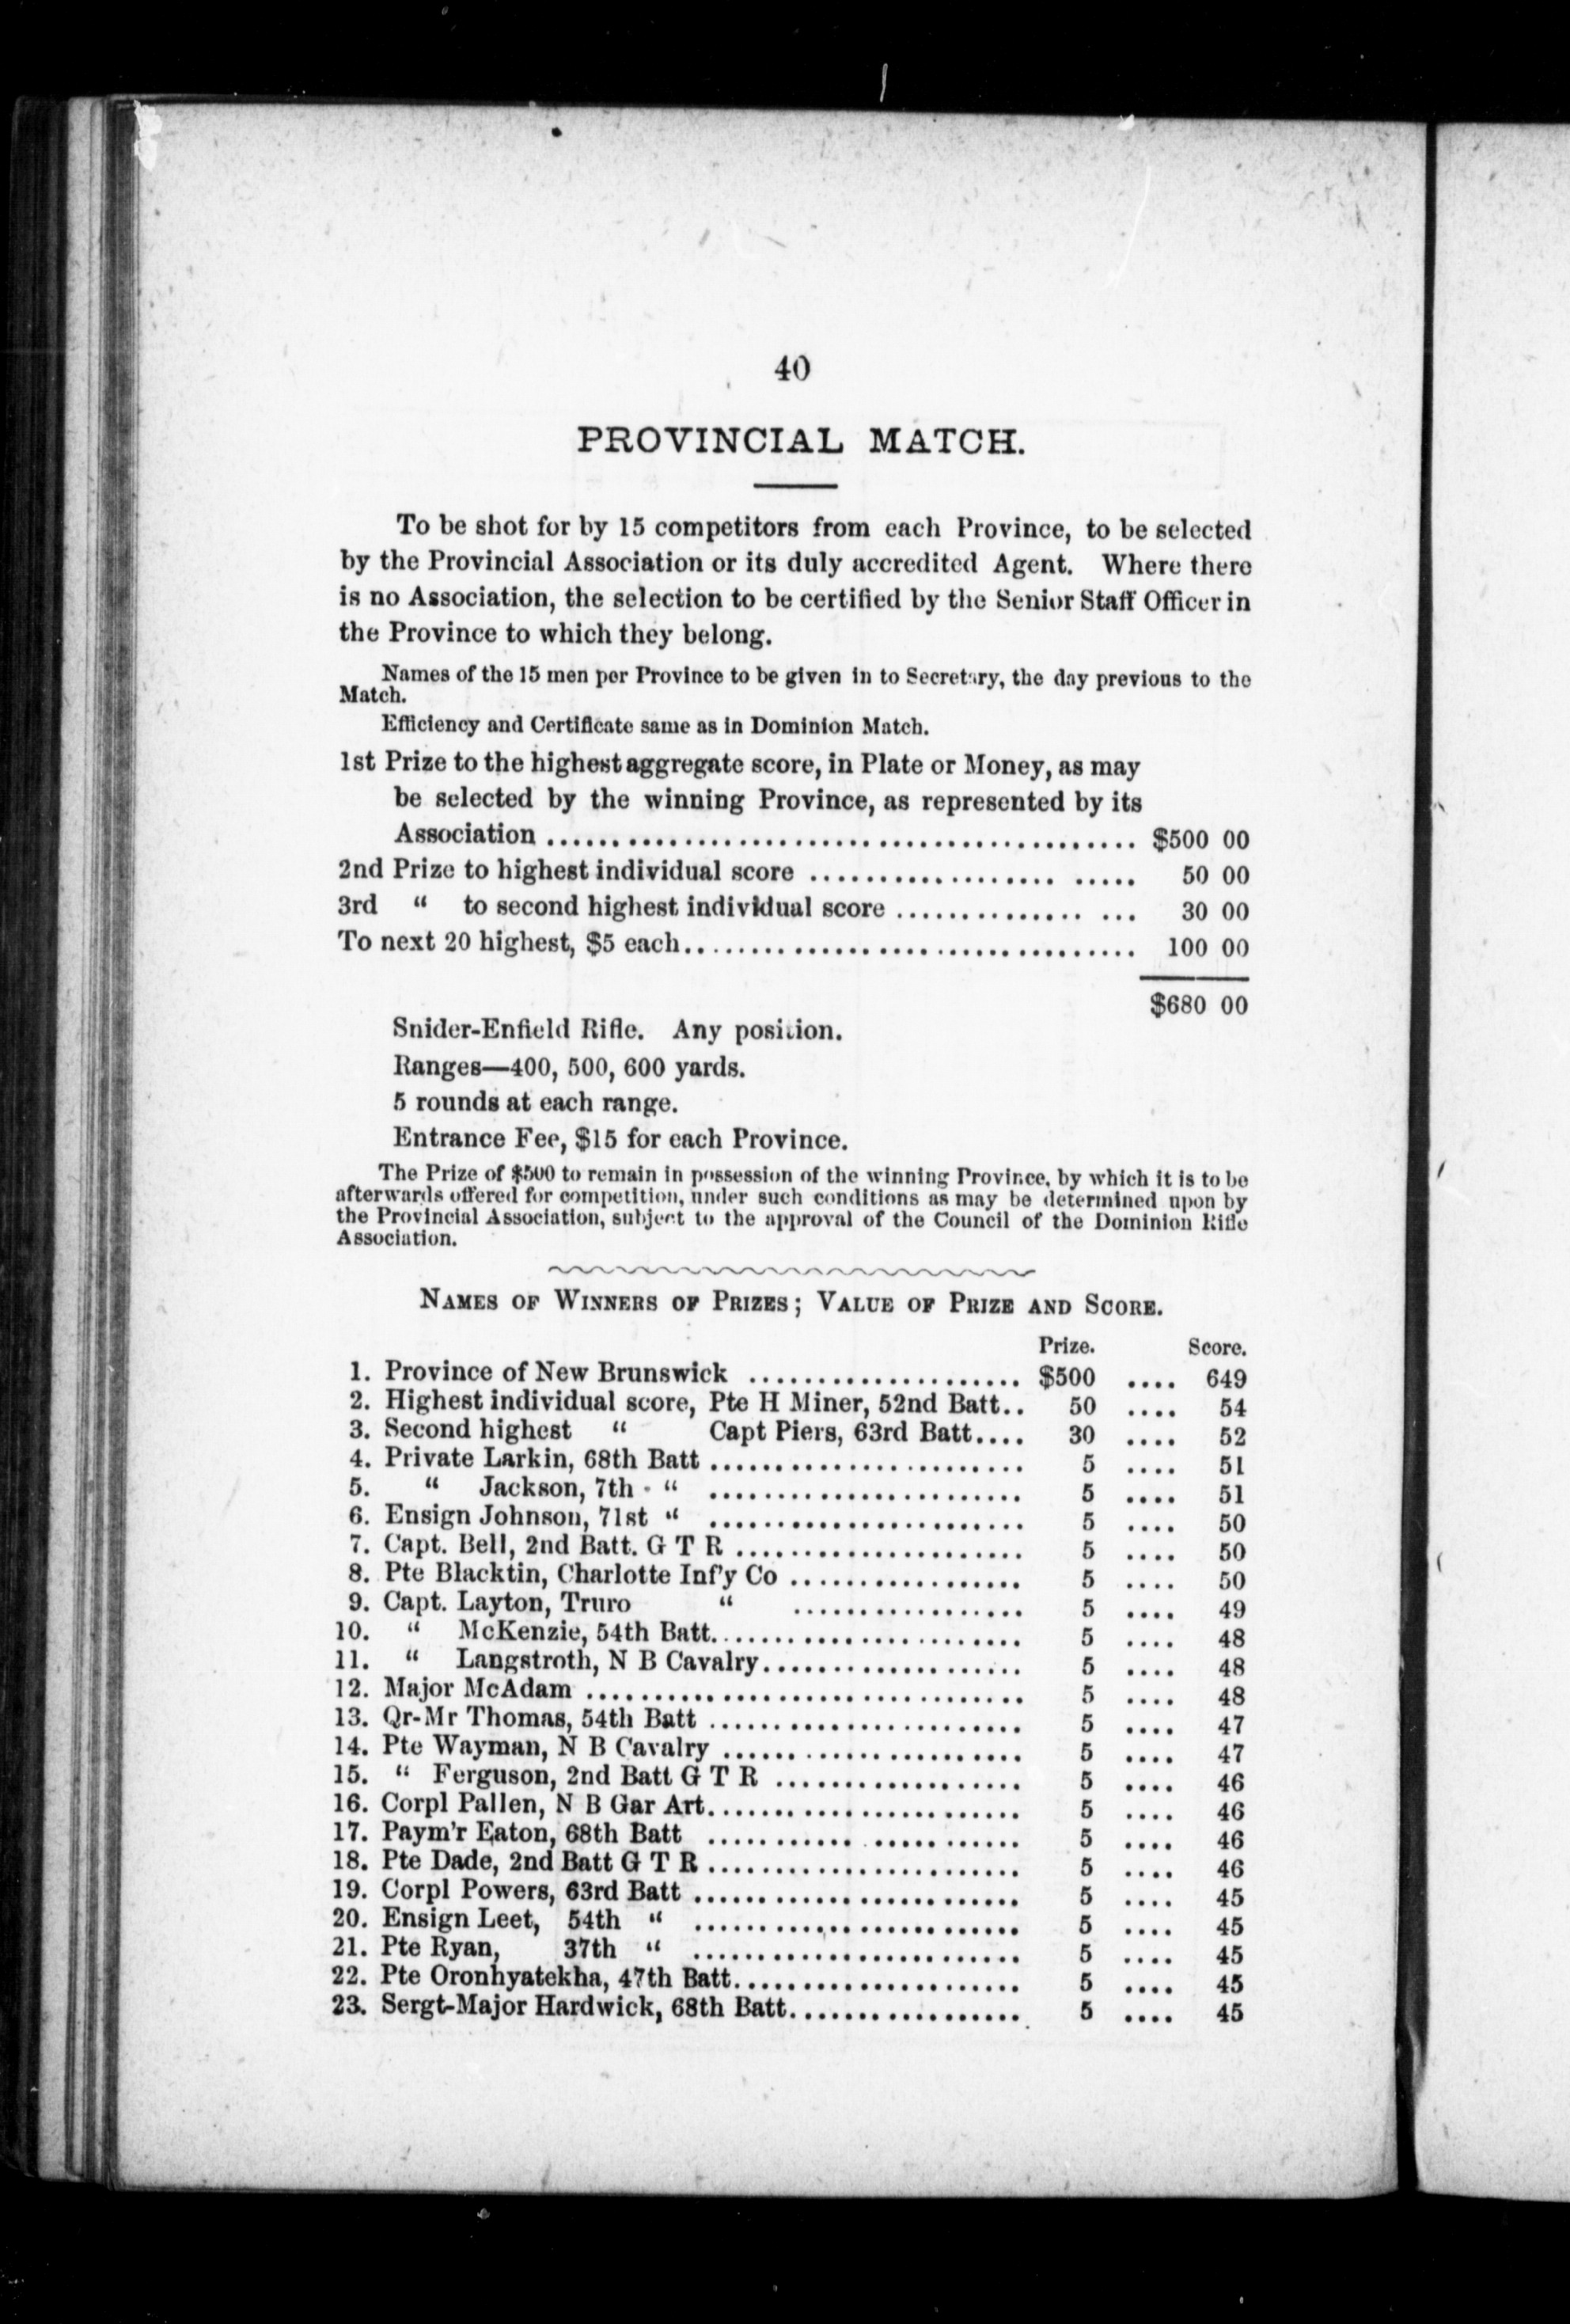 40
PROVINCIAL MATCH.
To be shot for by 15 competitors from each Province, to be selected
by the Provincial Association or its duly accredited Agent. Where there
is no Association, the selection to be certified by the Senior Staff Officer in
the Province to which they belong.
Names of the 15 men per Province to be given in to Secretary, the day previous to the
Match.
Efficiency and Certificate same as in Dominion Match.
1st Prize to the highest aggregate score, in Plate or Money, as may
be selected by the winning Province, as represented by its
Association ........................................... $500 00
2nd Prize to highest individual score .................. ..... 50 00
3rd “ to second highest individual score .............. ... 30 00
To next 20 highest, $5 each................................. 100 00
$680 00
Snider-Enfield Rifle. Any position.
Ranges—400, 500, 600 yards.
5 rounds at each range.
Entrance Fee, $15 for each Province.
The Prize of $500 to remain in possession of the winning Province, by which it is to be
afterwards offered for competition, under such conditions as may be determined upon by
the Provincial Association, subject to the approval of the Council of the Dominion Rifle
Association.
NAMES OF WINNERS OF PRIZES; VALUE OF PRIZE AND SCORE.
Prize. Score.
1. Province of New Brunswick .................... $500 .... 649
2. Highest individual score, Pte H Miner, 52nd Batt.. 50 .... 54
3. Second highest “ Capt Piers, 63rd Batt.... 30 .... 52
4. Private Larkin, 68th Batt ....................... 5 .... 51
5. “ Jackson, 7th “ ....................... 5 .... 51
6. Ensign Johnson, 71st “ ....................... 5 .... 50
7. Capt. Bell, 2nd Batt. G T R ..................... 5 .... 50
8. Pte Blacktin, Charlotte Inf'y Co ................. 5 .... 50
9. Capt. Layton, Truro “ ................. 5 .... 49
10. “ McKenzie, 54th Batt....................... 5 .... 48
11. “ Langstroth, N B Cavalry................... 5 .... 48
12. Major McAdam ................................ 5 .... 48
13. Qr-Mr Thomas, 54th Batt ....................... 5 .... 47
14. Pte Wayman, N B Cavalry ...................... 5 .... 47
15. “ Ferguson, 2nd Batt G T R .................. 5 .... 46
16. Corpl Pallen, N B Gar Art....................... 5 .... 46
17. Paym'r Eaton, 68th Batt ....................... 5 .... 46
18. Pte Dade, 2nd Batt G T R ....................... 5 .... 46
19. Corpl Powers, 63rd Batt ........................ 5 .... 45
20. Ensign Leet, 54th “ ........................ 5 .... 45
21. Pte Ryan, 37th “ ........................ 5 .... 45
22. Pte Oronhyatekha, 47th Batt..................... 5 .... 45
23. Sergt-Major Hardwick, 68th Batt................. 5 .... 45